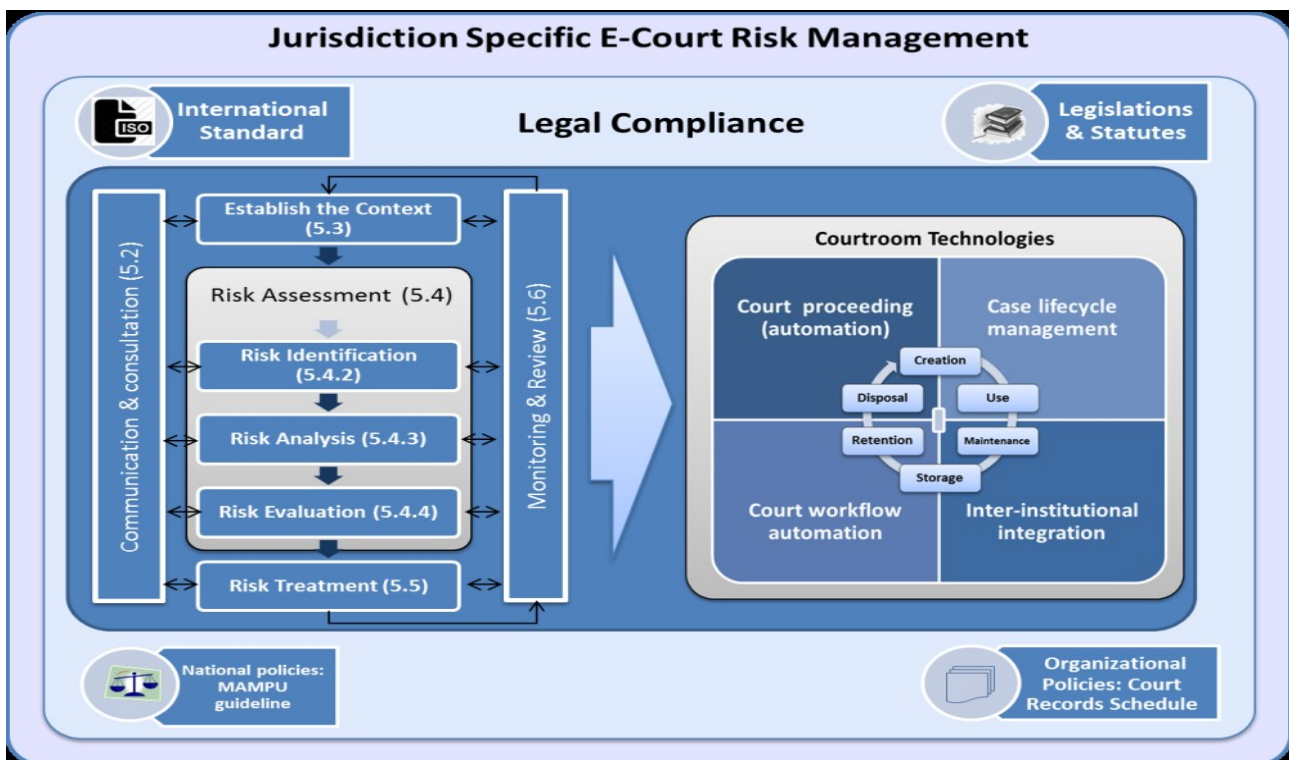 Jurisdiction Specific E-Court Risk Management
International
Standard
ISO
Legal Compliance
Legislations
& Statutes
Communication & consultation (5.2)
Establish the Context
(5.3)
Risk Assessment (5.4)
Risk Identification
(5.4.2)
Risk Analysis (5.4.3)
Risk Evaluation (5.4.4)
Risk Treatment (5.5)
Monitoring & Review (5.6)
Courtroom Technologies
Court proceeding
(automation)
Case lifecycle
management
Creation
Disposal
Use
Retention
Maintenance
Storage
Court workflow
automation
Inter-institutional
integration
National policies:
MAMPU
guideline
Organizational
Policies: Court
Records Schedule